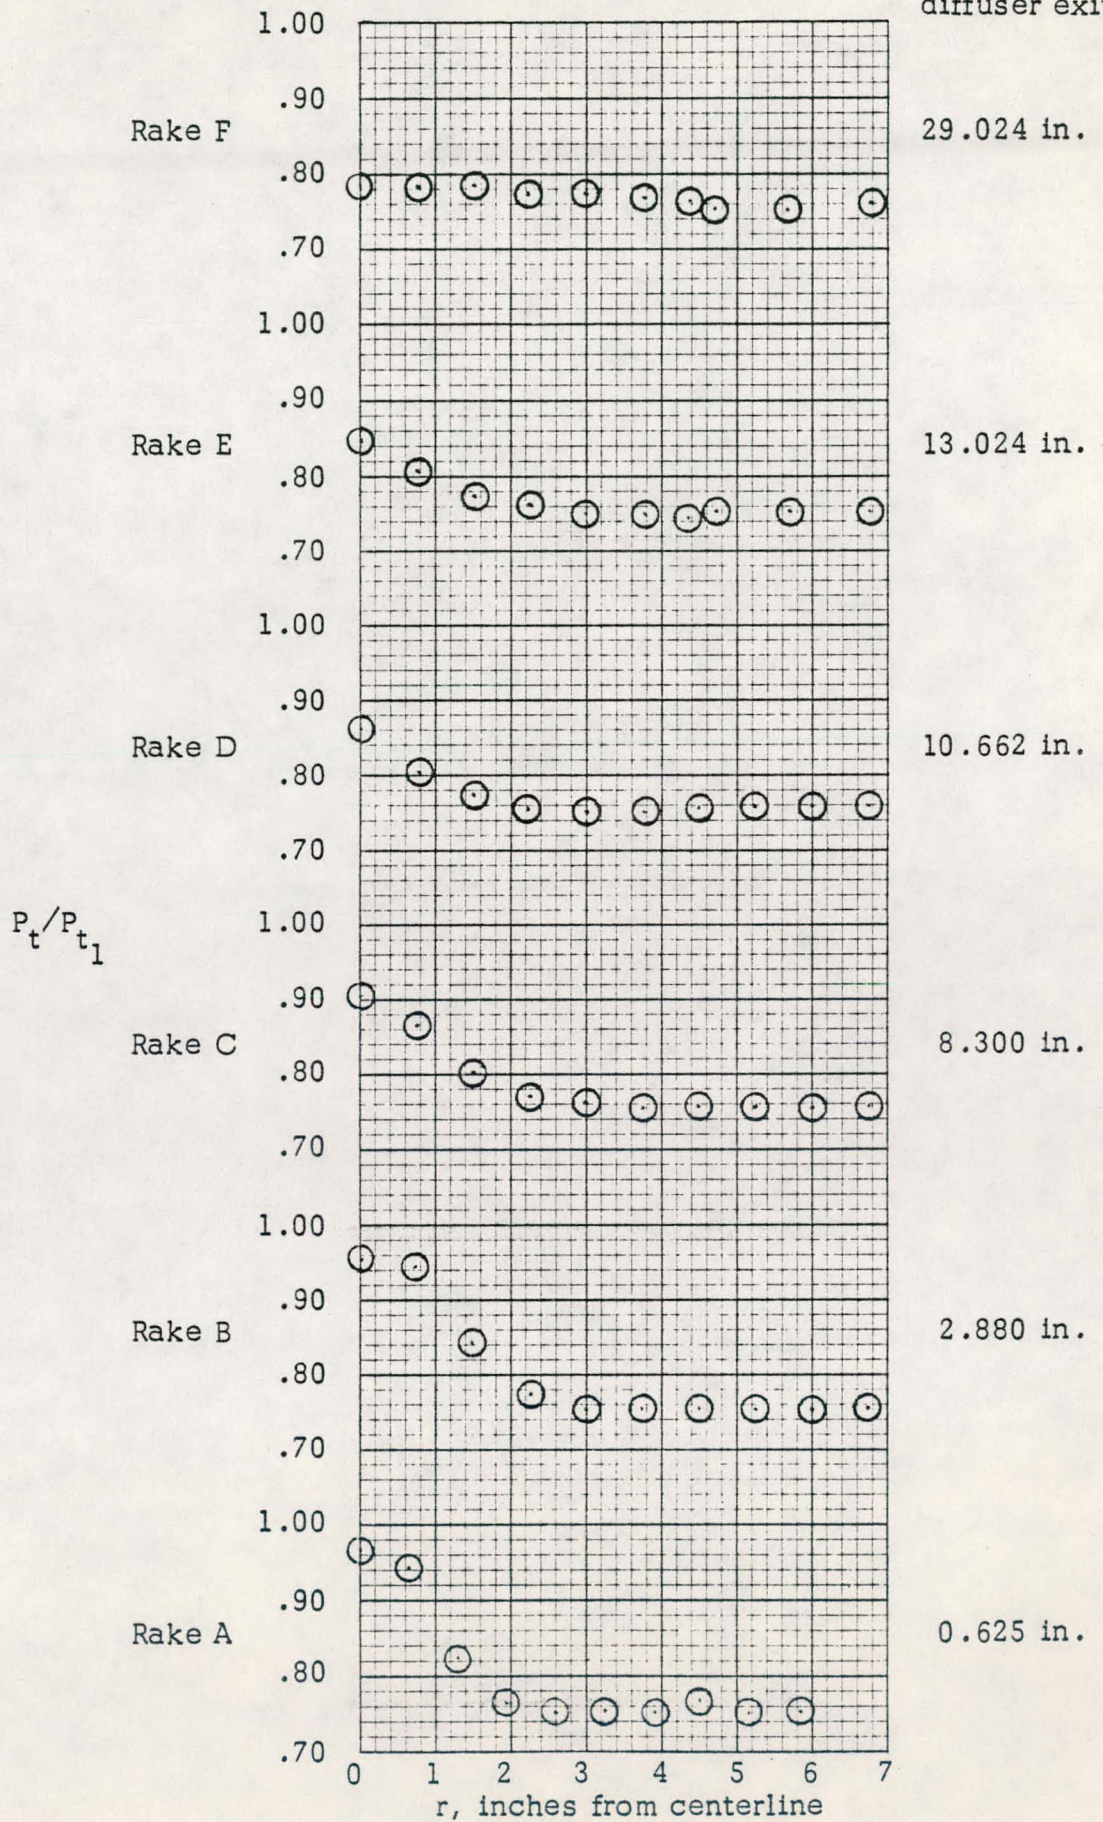 diffuser exit
1.00
.90
Rake F 29.024 in.
.80
.70
1.00
.90
Rake E 13.024 in.
.80
.70
1.00
.90
Rake D 10.662 in.
.80
.70
Pt/Pt1 1.00
.90
Rake C 8.300 in.
.80
.70
1.00
.90
Rake B 2.880 in.
.80
.70
1.00
.90
Rake A 0.625 in.
.80
.70
0 1 2 3 4 5 6 7
r, inches from centerline